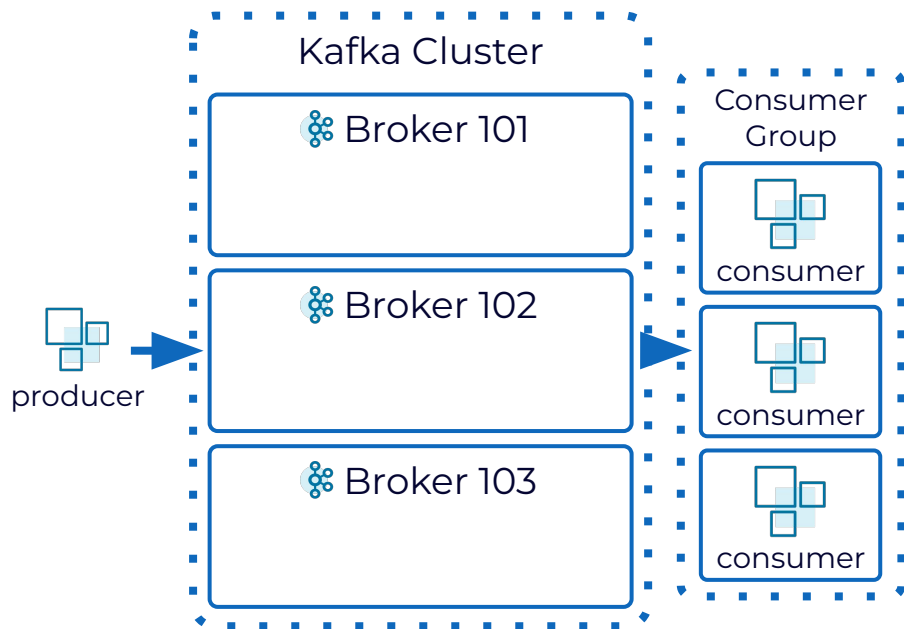 Kafka Cluster
Broker 101
Broker 102
Broker 103
producer
Consumer
Group
consumer
consumer
consumer